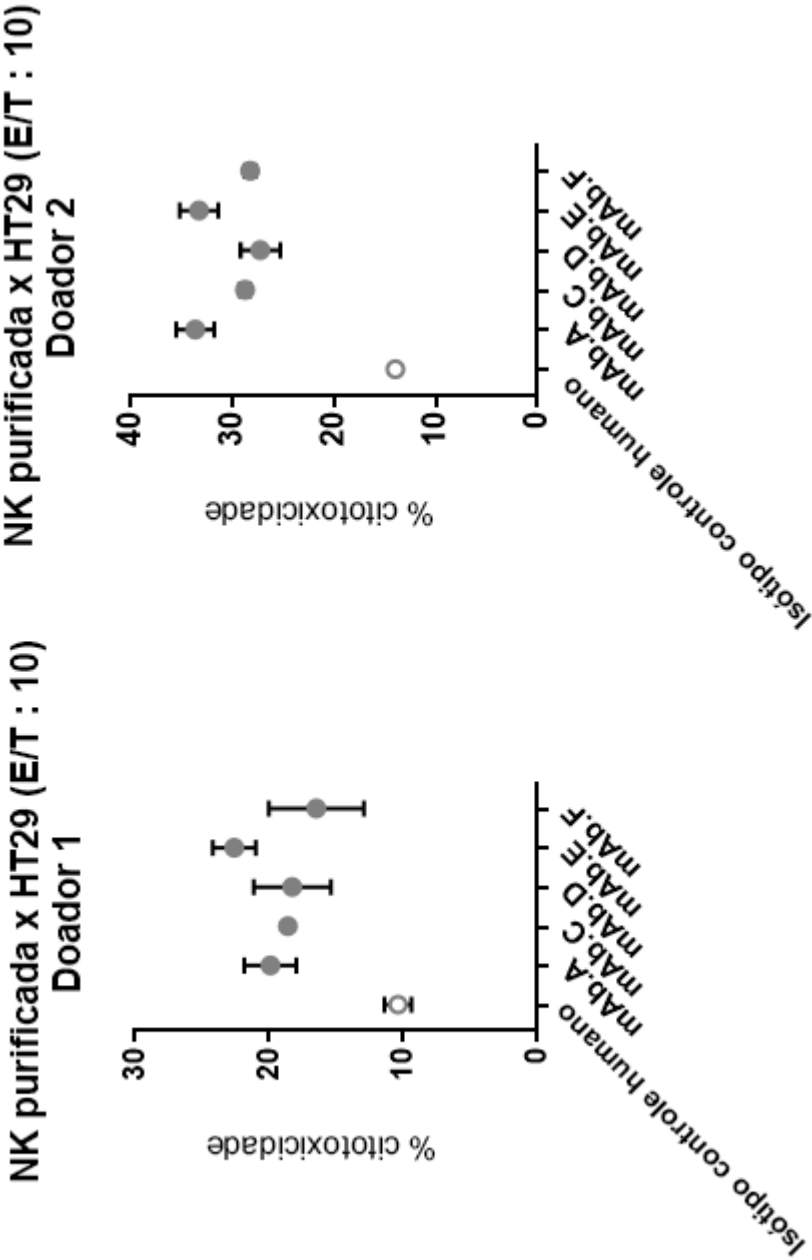 NK purificada x HT29 (E/T : 10)
Doador 1
% citotoxicidade
30
20
10
0
Isótipo controle humano
mAb.A
mAb.C
mAb.D
mAb.E
mAb.F
NK purificada x HT29 (E/T : 10)
Doador 2
% citotoxicidade
40
30
20
10
0
Isótipo controle humano
mAb.A
mAb.C
mAb.D
mAb.E
mAb.F